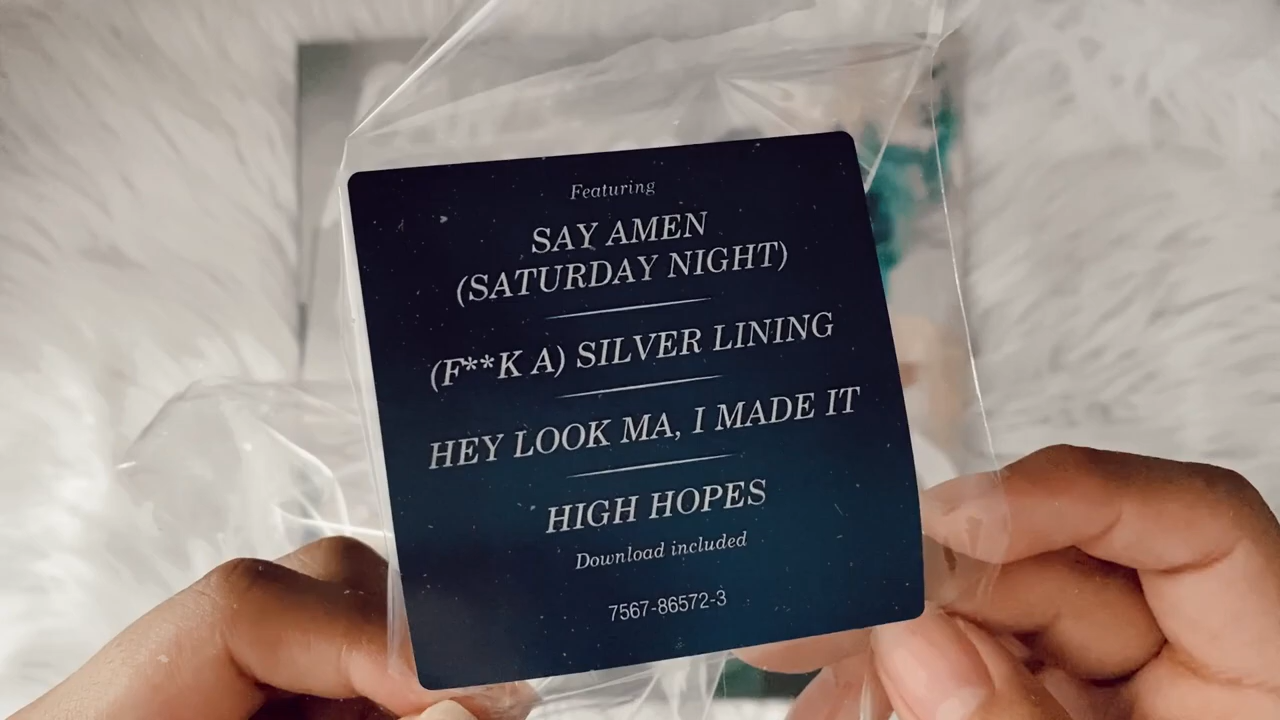 Featuring
SAY AMEN
(SATURDAY NIGHT)
(F**K A) SILVER LINING
HEY LOOK MA, I MADE IT
HIGH HOPES
Download included
7567-86572-3